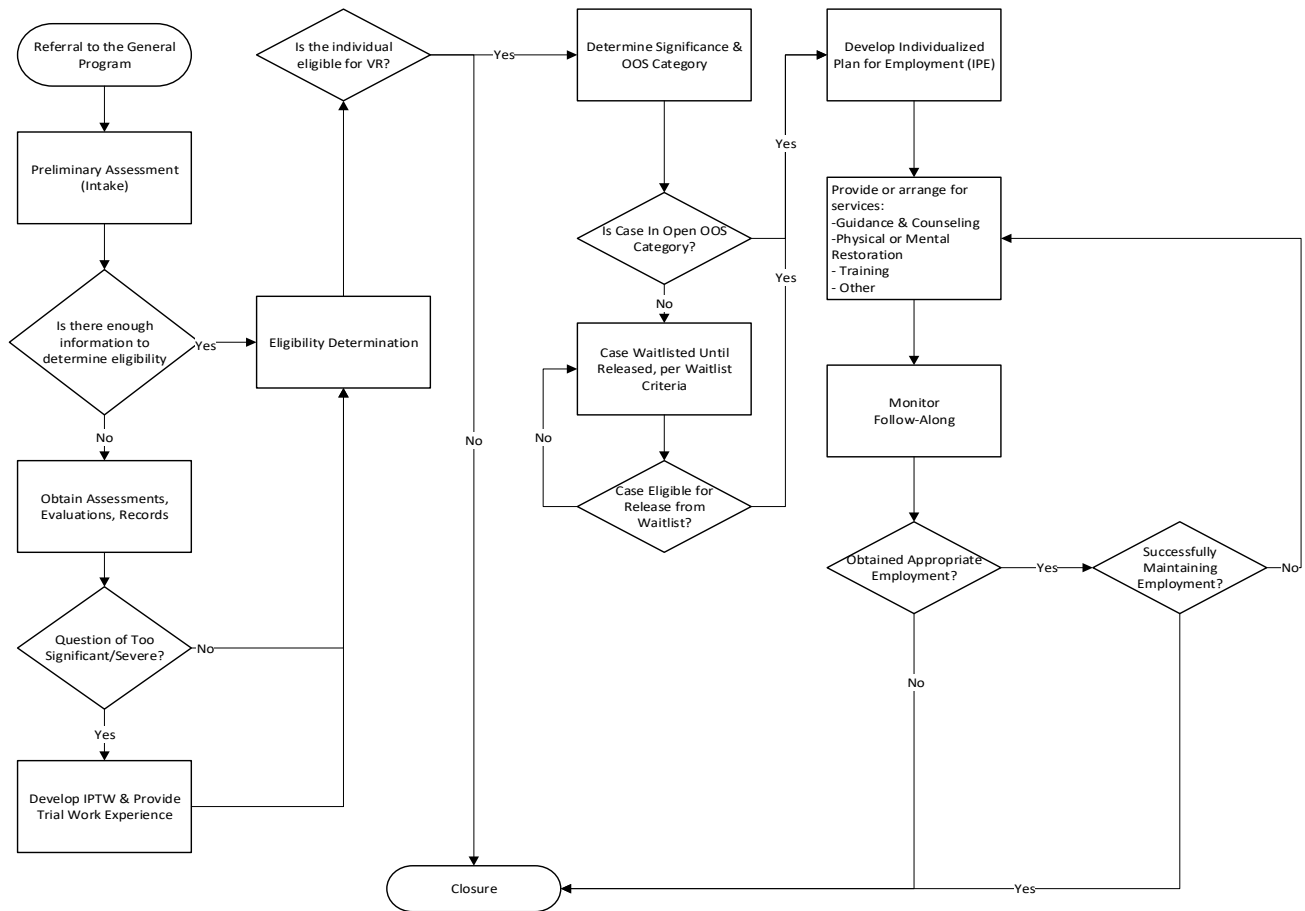 Referral to the General
Program
Preliminary Assessment
(Intake)
Is there enough
information to
determine eligibility
Yes
No
Obtain Assessments,
Evaluations, Records
Question of Too
Significant/Severe?
No
Yes
Develop IPTW & Provide
Trial Work Experience
Eligibility Determination
Is the individual
eligible for VR?
Yes
No
Determine Significance &
OOS Category
Is Case In Open OOS
Category?
Yes
No
Case Waitlisted Until
Released, per Waitlist
Criteria
No
Case Eligible for
Release from
Waitlist?
Yes
Develop Individualized
Plan for Employment (IPE)
Provide or arrange for
services:
-Guidance & Counseling
-Physical or Mental
Restoration
- Training
- Other
Monitor
Follow-Along
Obtained Appropriate
Employment?
Yes
No
Successfully
Maintaining
Employment?
No
Yes
Closure